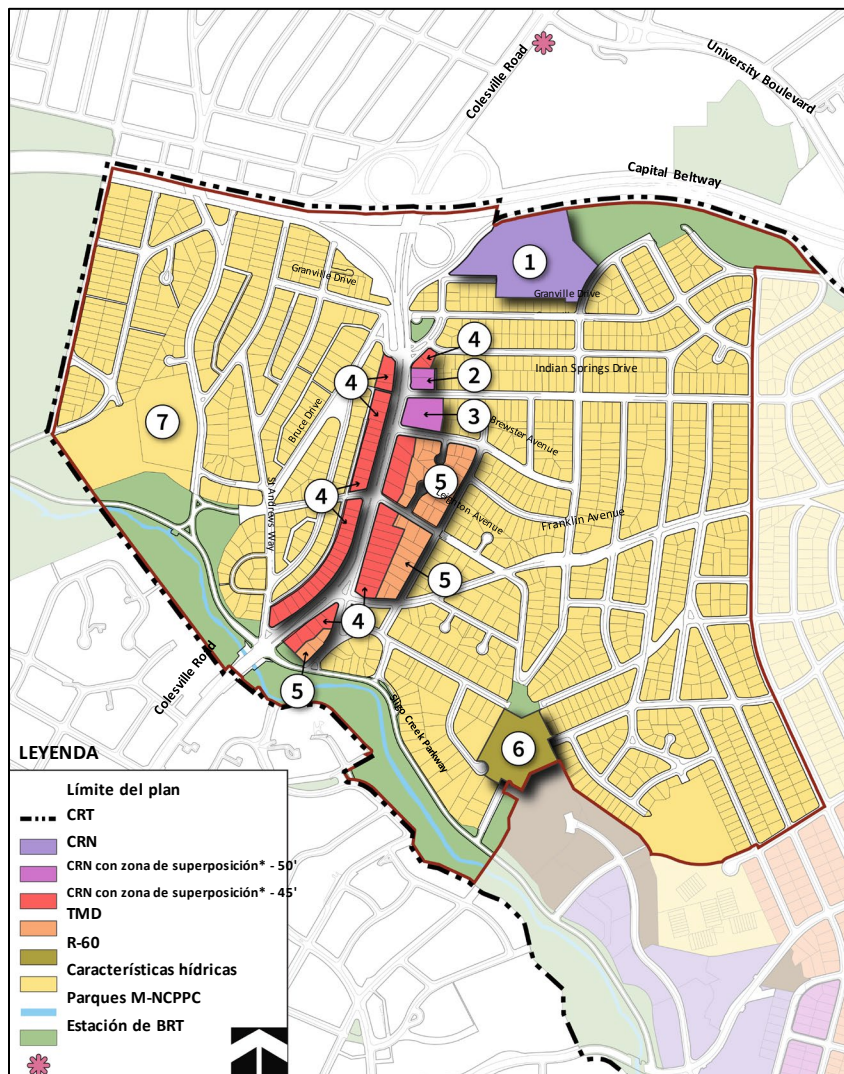 Colesville Road
University Boulevard
Capital Beltway
1
Granville Drive
Granville Drive
4
Indian Springs Drive
4
2
7
Bruce Drive
3
Brewster Avenue
5
Leighton Avenue
4
St Andrews Way
Franklin Avenue
5
4
5
Colesville Road
Sligo Creek Parkway
6
LEYENDA
Límite del plan
CRT
CRN
CRN con zona de superposición* - 50'
CRN con zona de superposición* - 45'
TMD
R-60
Características hídricas
Parques M-NCPPC
Estación de BRT